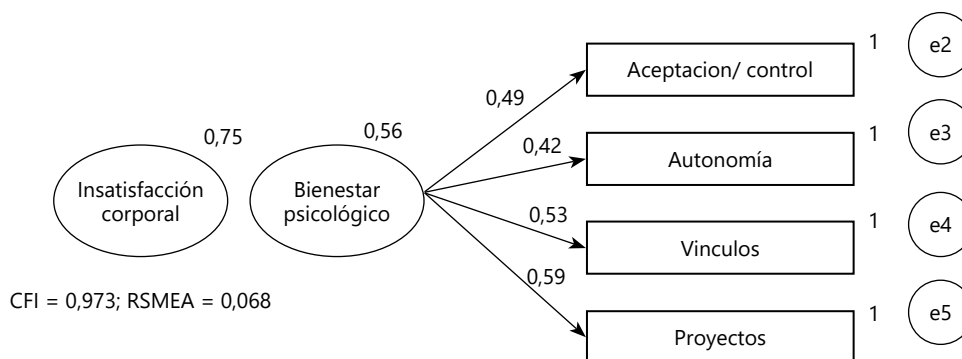 1
e2
Aceptacion/ control
0,49
0,75
0,56
1
e3
0,42
Autonomía
Insatisfacción
corporal
Bienestar
psicológico
0,53
1
e4
Vinculos
0,59
CFI = 0,973; RSMEA = 0,068
1
e5
Proyectos